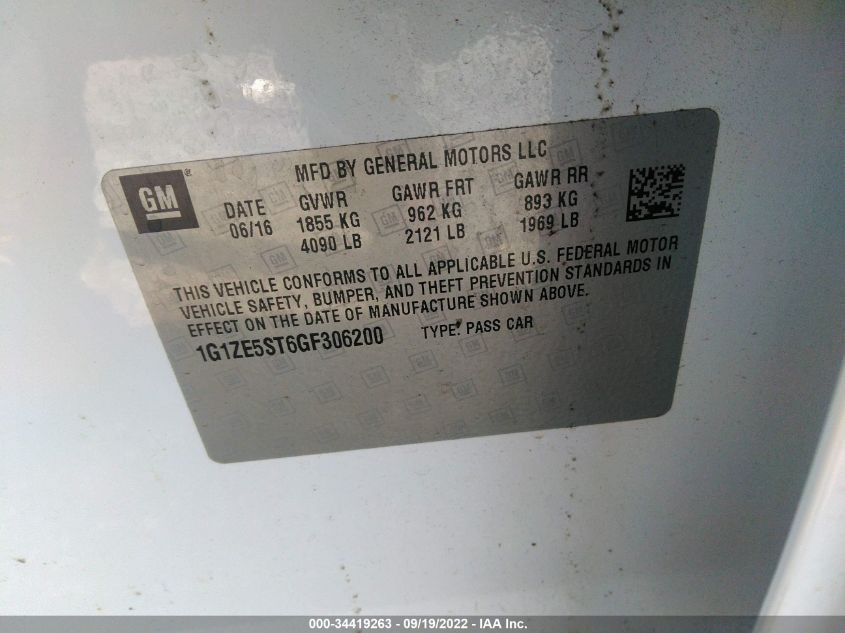 GM
MFD BY GENERAL MOTORS LLC
DATE GVWR GAWR FRT GAWR RR
06/16 1855 KG 962 KG 893 KG
4090 LB 2121 LB 1969 LB
THIS VEHICLE CONFORMS TO ALL APPLICABLE U.S. FEDERAL MOTOR
VEHICLE SAFETY, BUMPER, AND THEFT PREVENTION STANDARDS IN
EFFECT ON THE DATE OF MANUFACTURE SHOWN ABOVE.
1G1ZE5ST6GF306200 TYPE: PASS CAR
000-34419263 - 09/19/2022 - IAA Inc.